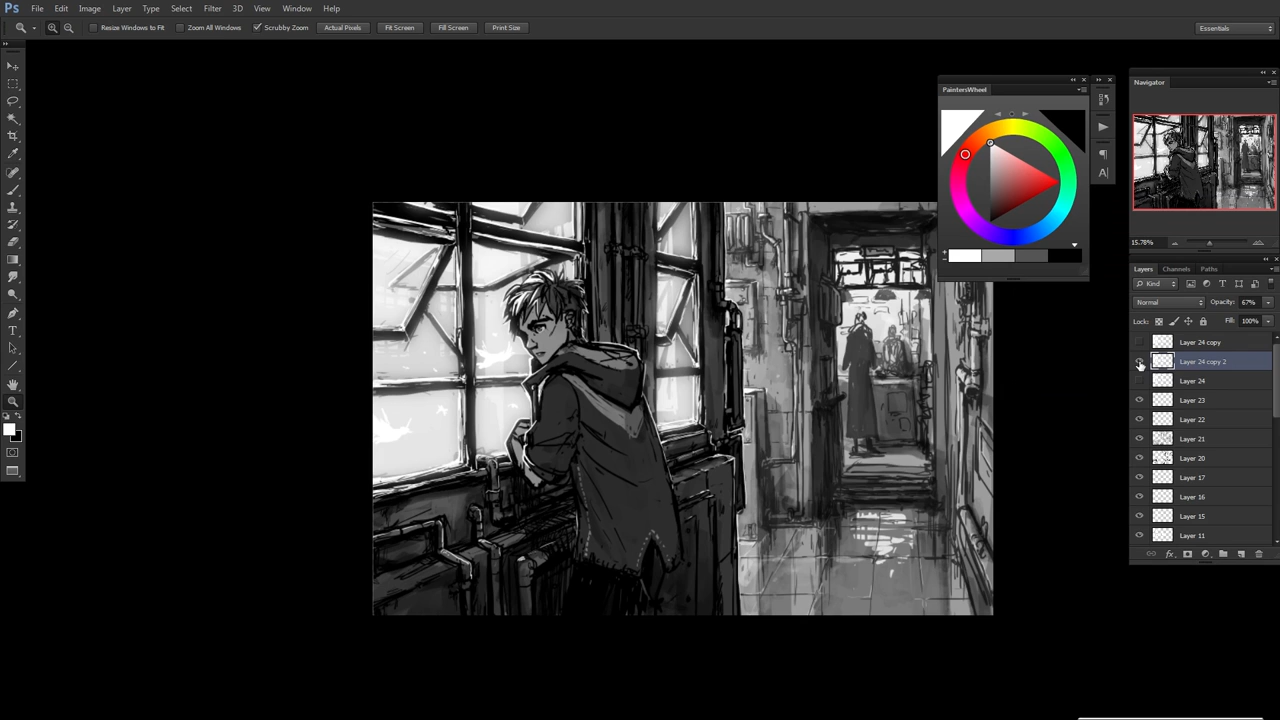 Ps File Edit Image Layer Type Select Filter 3D View Window Help
Resize Windows to Fit Zoom All Windows Scrubby Zoom Actual Pixels Fit Screen Fill Screen Print Size Essentials
PaintersWheel
Navigator
15.78%
Layers Channels Paths
Kind
Normal Opacity: 67%
Lock: Fill: 100%
Layer 24 copy
Layer 24 copy 2
Layer 24
Layer 23
Layer 22
Layer 21
Layer 20
Layer 17
Layer 16
Layer 15
Layer 11